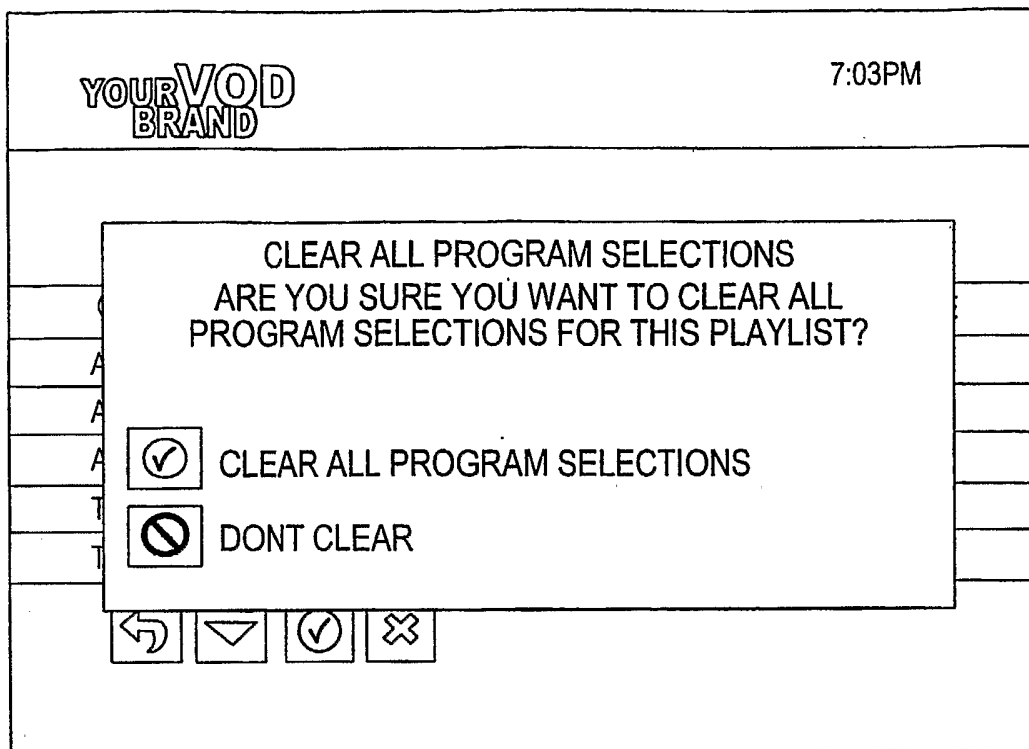 YOUR VOD
BRAND
7:03PM
CLEAR ALL PROGRAM SELECTIONS
ARE YOU SURE YOU WANT TO CLEAR ALL
PROGRAM SELECTIONS FOR THIS PLAYLIST?
CLEAR ALL PROGRAM SELECTIONS
DONT CLEAR